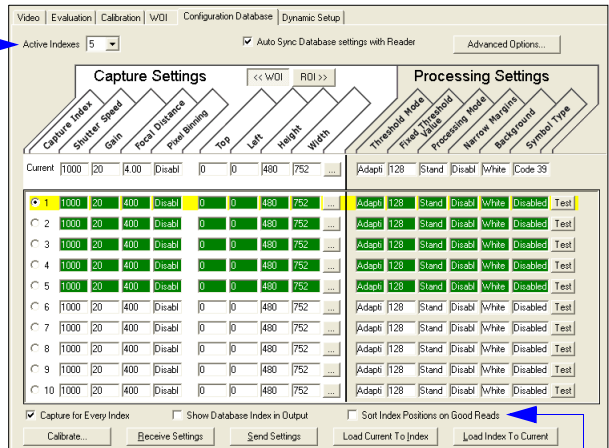 Video Evaluation Calibration WOI Configuration Database Dynamic Setup
Active Indexes 5 Auto Sync Database settings with Reader Advanced Options...
Capture Settings << WOI ROI >> Processing Settings
Capture Index Shutter Speed Gain Focal Distance Pixel Binning Top Left Height Width Threshold Mode Fixed Threshold Value Processing Mode Narrow Margins Background Symbol Type
Current 1000 20 4.00 Disabl 0 0 480 752 ... Adapti 128 Stand Disabl White Code 39
1 1000 20 400 Disabl 0 0 480 752 ... Adapti 128 Stand Disabl White Disabled Test
2 1000 20 400 Disabl 0 0 480 752 ... Adapti 128 Stand Disabl White Disabled Test
3 1000 20 400 Disabl 0 0 480 752 ... Adapti 128 Stand Disabl White Disabled Test
4 1000 20 400 Disabl 0 0 480 752 ... Adapti 128 Stand Disabl White Disabled Test
5 1000 20 400 Disabl 0 0 480 752 ... Adapti 128 Stand Disabl White Disabled Test
6 1000 20 400 Disabl 0 0 480 752 ... Adapti 128 Stand Disabl White Disabled Test
7 1000 20 400 Disabl 0 0 480 752 ... Adapti 128 Stand Disabl White Disabled Test
8 1000 20 400 Disabl 0 0 480 752 ... Adapti 128 Stand Disabl White Disabled Test
9 1000 20 400 Disabl 0 0 480 752 ... Adapti 128 Stand Disabl White Disabled Test
10 1000 20 400 Disabl 0 0 480 752 ... Adapti 128 Stand Disabl White Disabled Test
Capture for Every Index Show Database Index in Output Sort Index Positions on Good Reads
Calibrate... Receive Settings Send Settings Load Current To Index Load Index To Current